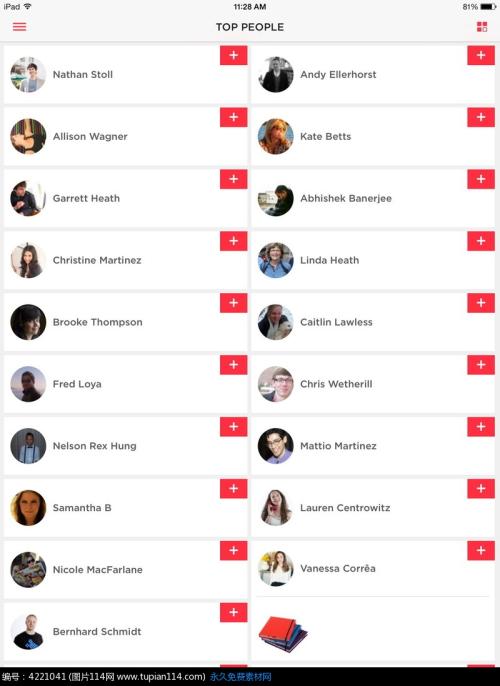 iPad 11:28 AM 81%
TOP PEOPLE
Nathan Stoll
Andy Ellerhorst
Allison Wagner
Kate Betts
Garrett Heath
Abhishek Banerjee
Christine Martinez
Linda Heath
Brooke Thompson
Caitlin Lawless
Fred Loya
Chris Wetherill
Nelson Rex Hung
Mattio Martinez
Samantha B
Lauren Centrowitz
Nicole MacFarlane
Vanessa Corrêa
Bernhard Schmidt
编号：4221041 (图片114网 www.tupian114.com) 永久免费素材网